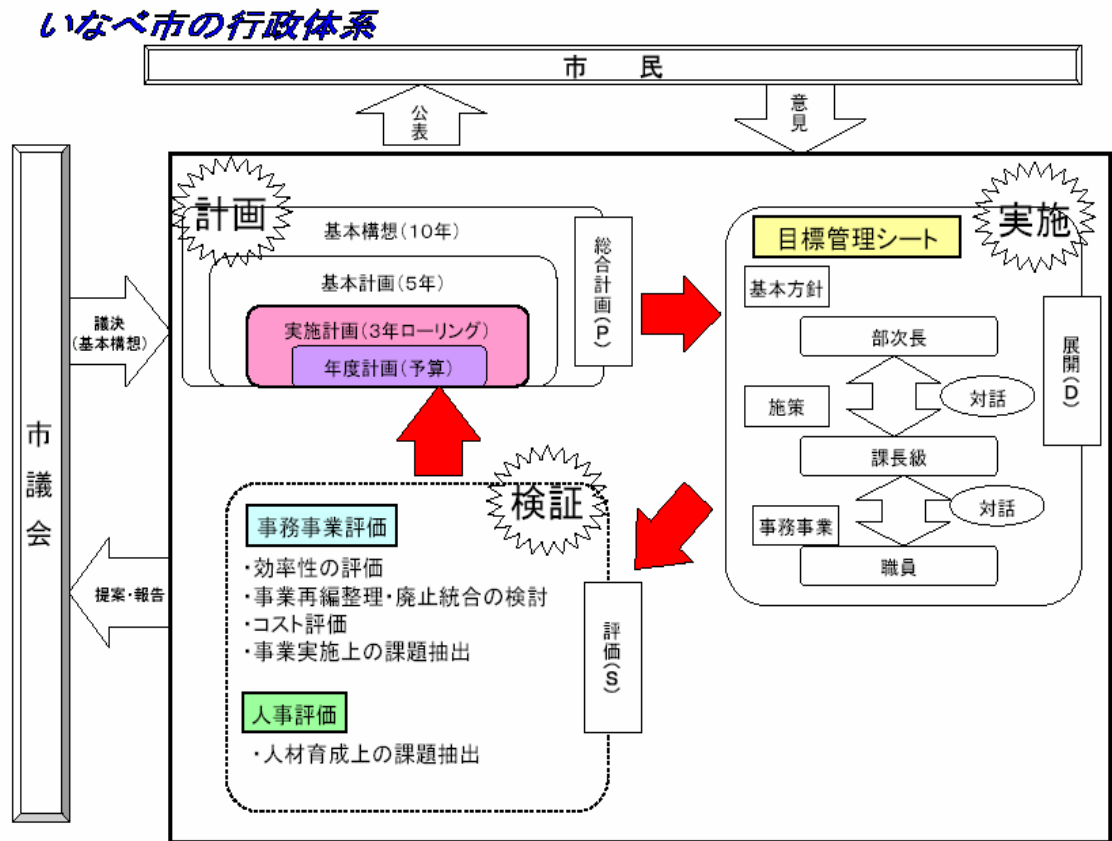 いなべ市の行政体系
市　民
公表
意見
市議会
議決
(基本構想)
提案・報告
計画
基本構想(10年)
基本計画(5年)
実施計画(3年ローリング)
年度計画(予算)
総合計画(P)
実施
目標管理シート
基本方針
部次長
対話
施策
課長級
対話
事務事業
職員
展開(D)
検証
事務事業評価
・効率性の評価
・事業再編整理・廃止統合の検討
・コスト評価
・事業実施上の課題抽出
人事評価
・人材育成上の課題抽出
評価(S)